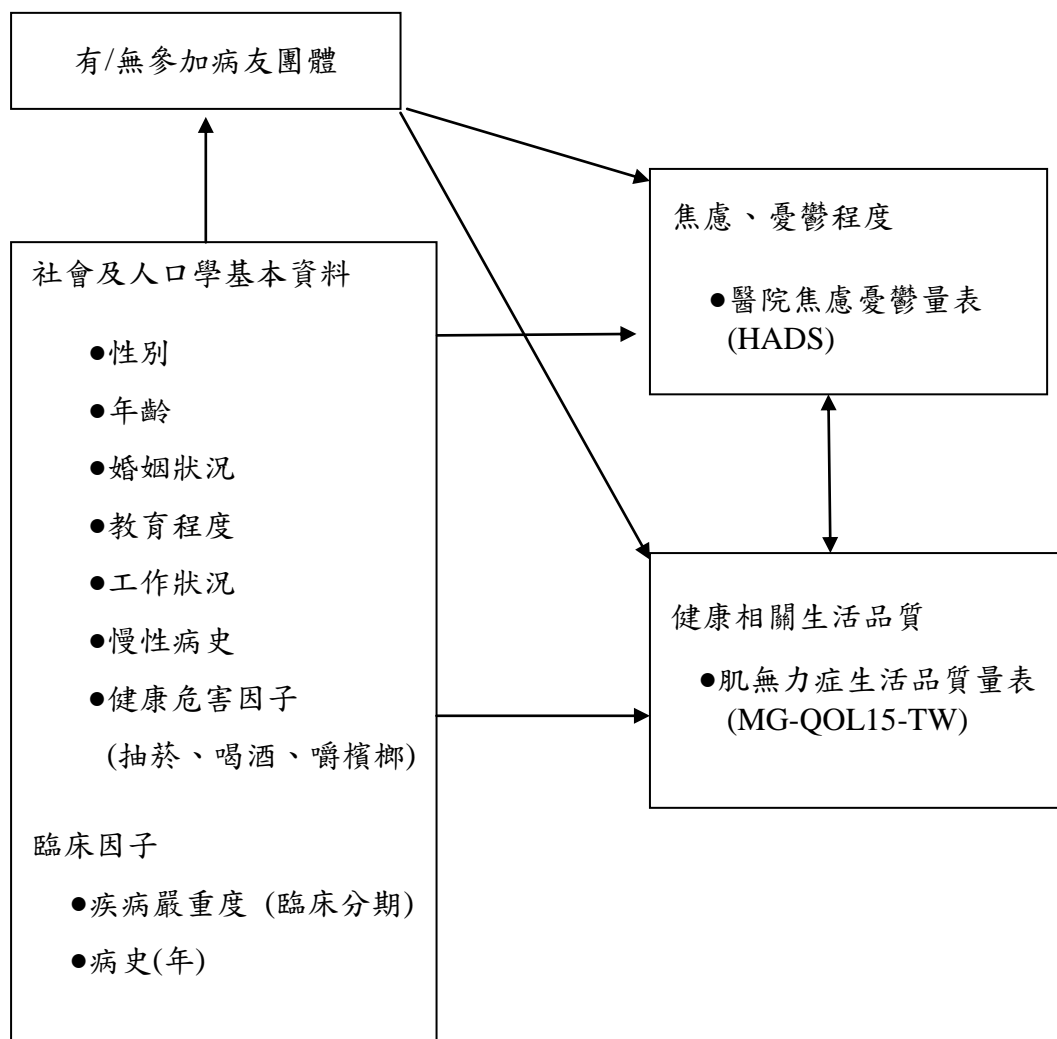 有/無參加病友團體
焦慮、憂鬱程度
●醫院焦慮憂鬱量表
(HADS)
社會及人口學基本資料
●性別
●年齡
●婚姻狀況
●教育程度
●工作狀況
●慢性病史
●健康危害因子
(抽菸、喝酒、嚼檳榔)
臨床因子
●疾病嚴重度 (臨床分期)
●病史(年)
健康相關生活品質
●肌無力症生活品質量表
(MG-QOL15-TW)